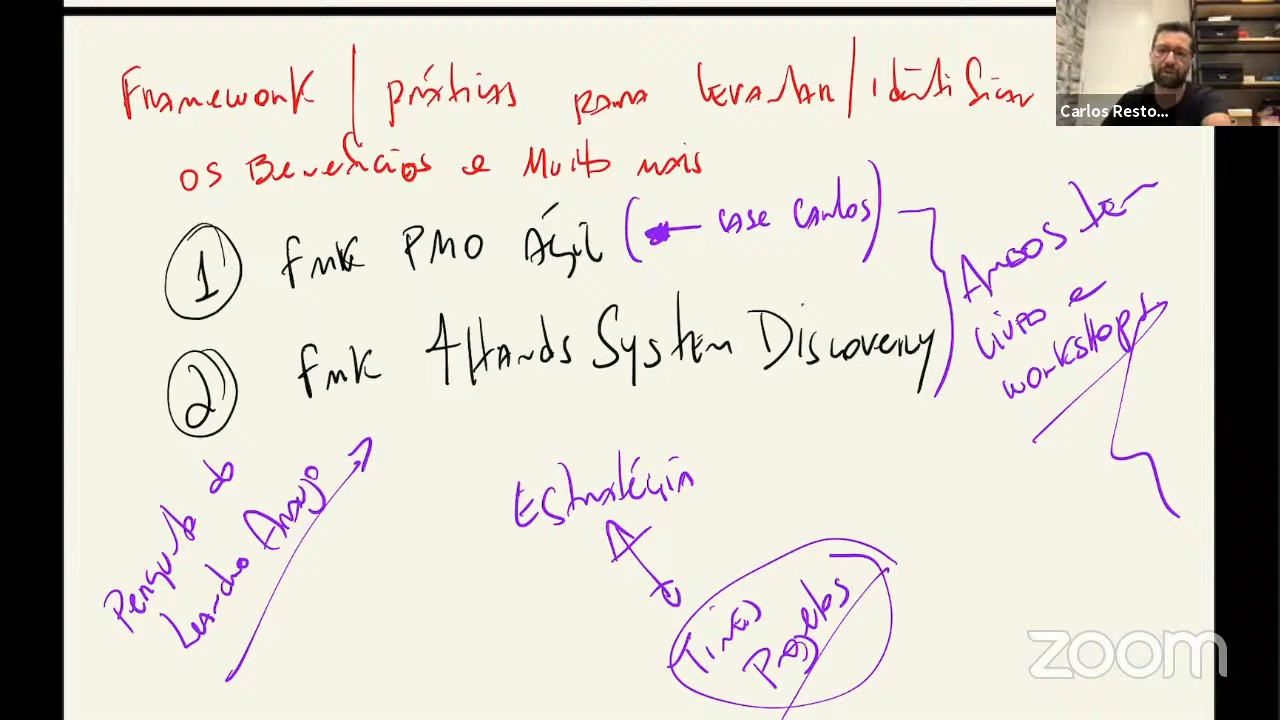 Framework / práticas para levantar / identificar
os Benefícios e Muito mais
1 fmk PMO Ágil (← case Carlos)
2 fmk 4Hands System Discovery
Ambos tem
livro e
workshop
Pergunta do
Leandro Araujo
Estratégia
Times
Projetos
Carlos Resto...
zoom